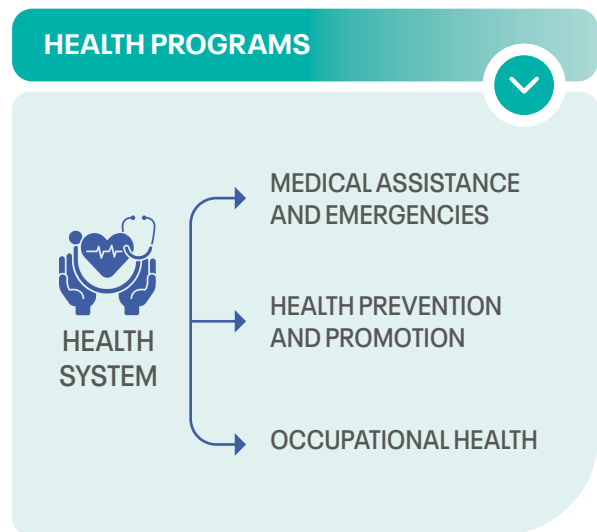 HEALTH PROGRAMS
MEDICAL ASSISTANCE
AND EMERGENCIES
HEALTH PREVENTION
AND PROMOTION
HEALTH
SYSTEM
OCCUPATIONAL HEALTH